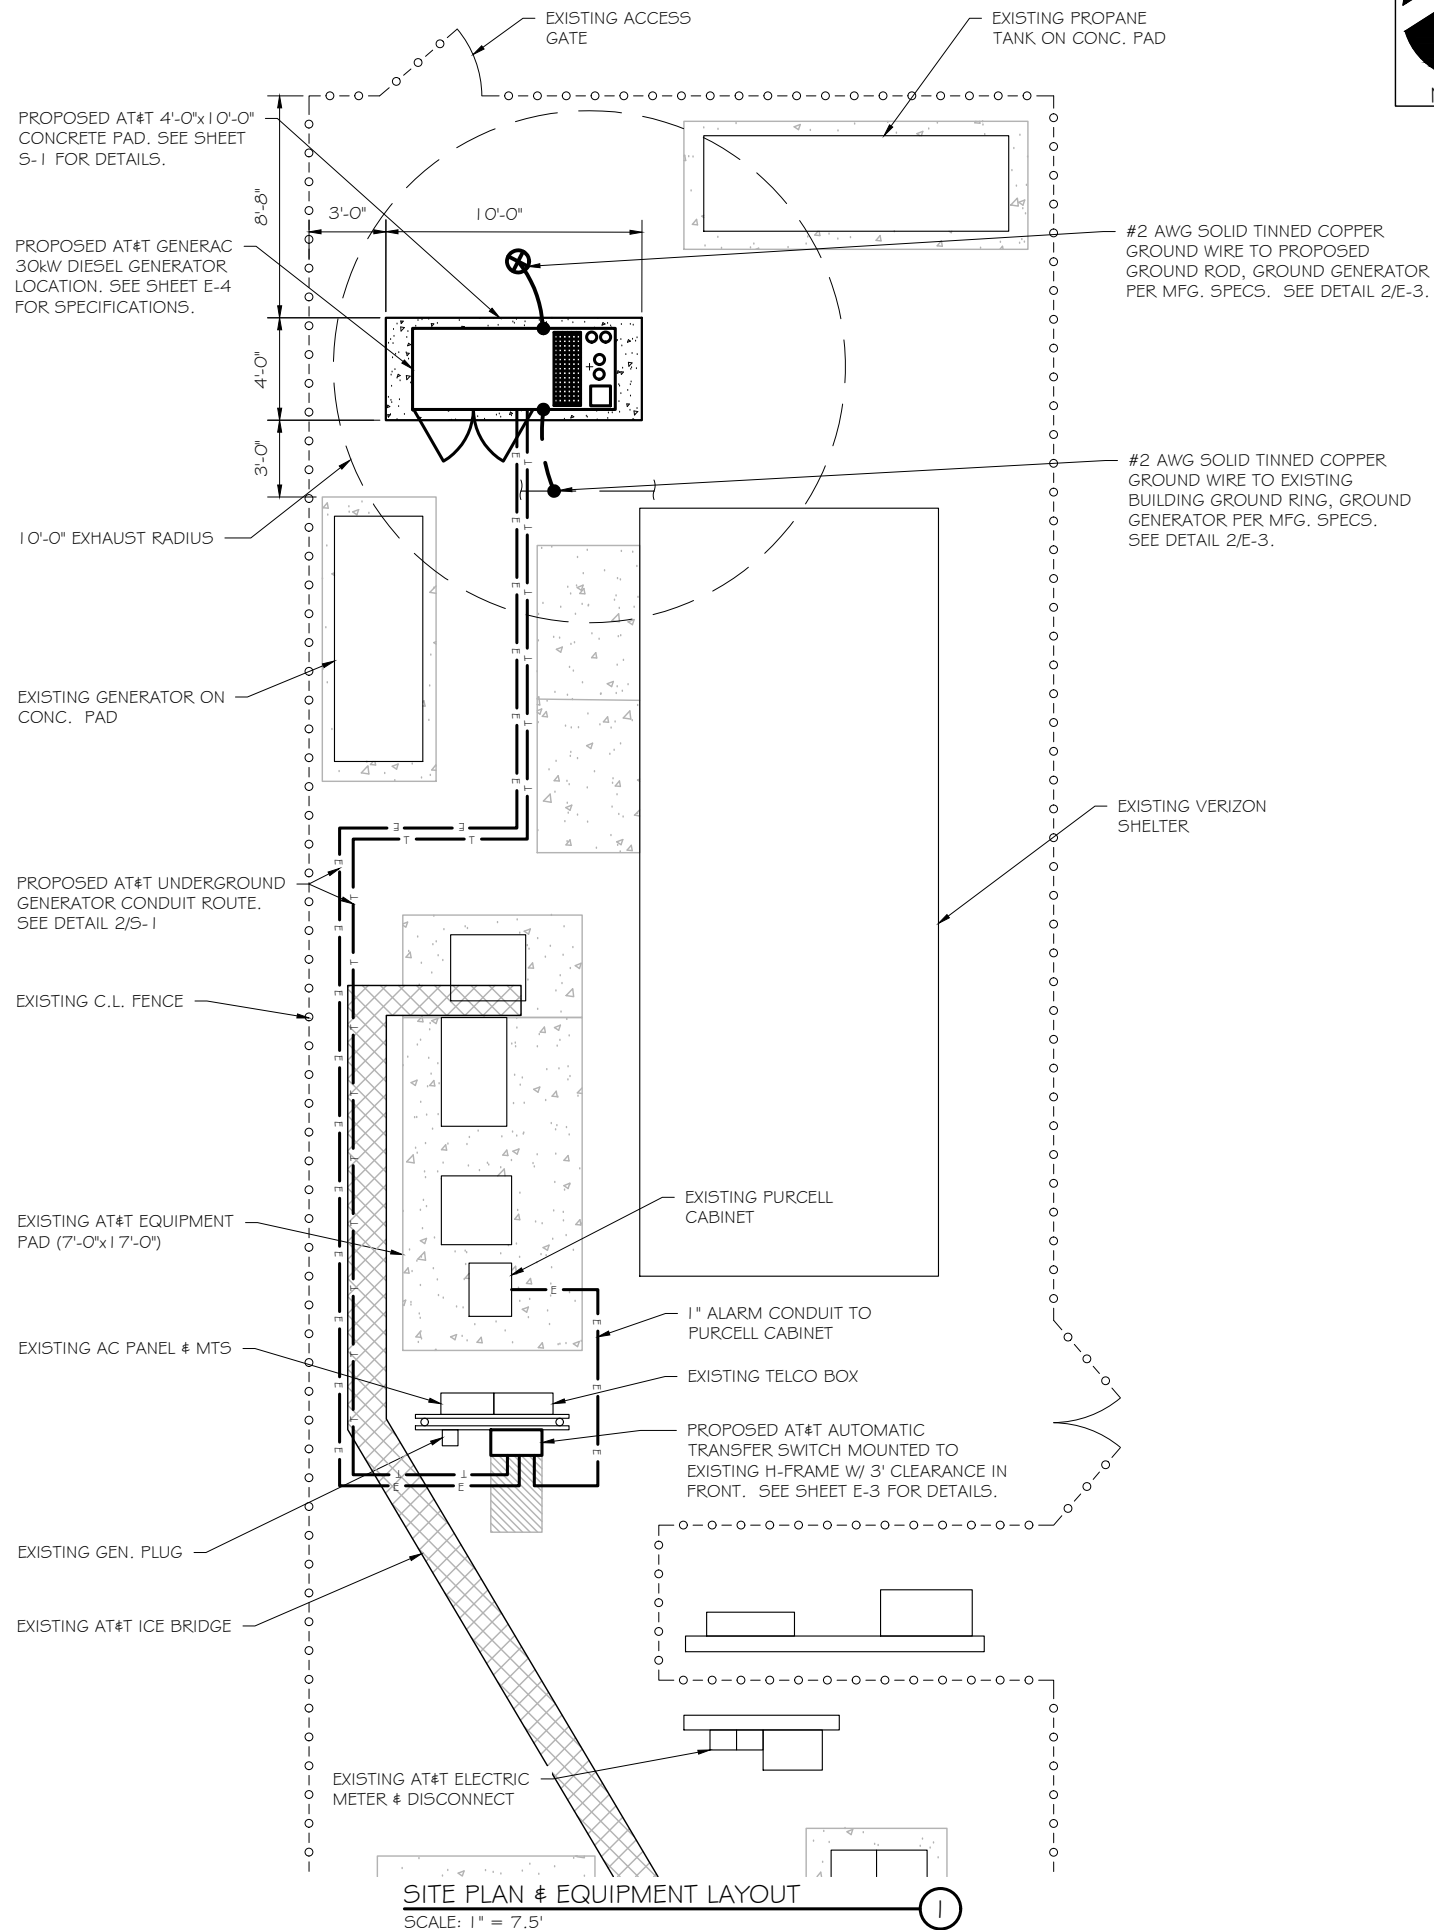 EXISTING ACCESS
GATE
EXISTING PROPANE
TANK ON CONC. PAD
N
PROPOSED AT&T 4'-0"x10'-0"
CONCRETE PAD. SEE SHEET
S-1 FOR DETAILS.
8'-8"
3'-0"
10'-0"
#2 AWG SOLID TINNED COPPER
GROUND WIRE TO PROPOSED
GROUND ROD, GROUND GENERATOR
PER MFG. SPECS. SEE DETAIL 2/E-3.
PROPOSED AT&T GENERAC
30kW DIESEL GENERATOR
LOCATION. SEE SHEET E-4
FOR SPECIFICATIONS.
4'-0"
3'-0"
#2 AWG SOLID TINNED COPPER
GROUND WIRE TO EXISTING
BUILDING GROUND RING, GROUND
GENERATOR PER MFG. SPECS.
SEE DETAIL 2/E-3.
10'-0" EXHAUST RADIUS
EXISTING GENERATOR ON
CONC. PAD
EXISTING VERIZON
SHELTER
PROPOSED AT&T UNDERGROUND
GENERATOR CONDUIT ROUTE.
SEE DETAIL 2/S-1
EXISTING C.L. FENCE
EXISTING AT&T EQUIPMENT
PAD (7'-0"x17'-0")
EXISTING PURCELL
CABINET
1" ALARM CONDUIT TO
PURCELL CABINET
EXISTING AC PANEL & MTS
EXISTING TELCO BOX
PROPOSED AT&T AUTOMATIC
TRANSFER SWITCH MOUNTED TO
EXISTING H-FRAME W/ 3' CLEARANCE IN
FRONT. SEE SHEET E-3 FOR DETAILS.
EXISTING GEN. PLUG
EXISTING AT&T ICE BRIDGE
EXISTING AT&T ELECTRIC
METER & DISCONNECT
SITE PLAN & EQUIPMENT LAYOUT
1
SCALE: 1" = 7.5'